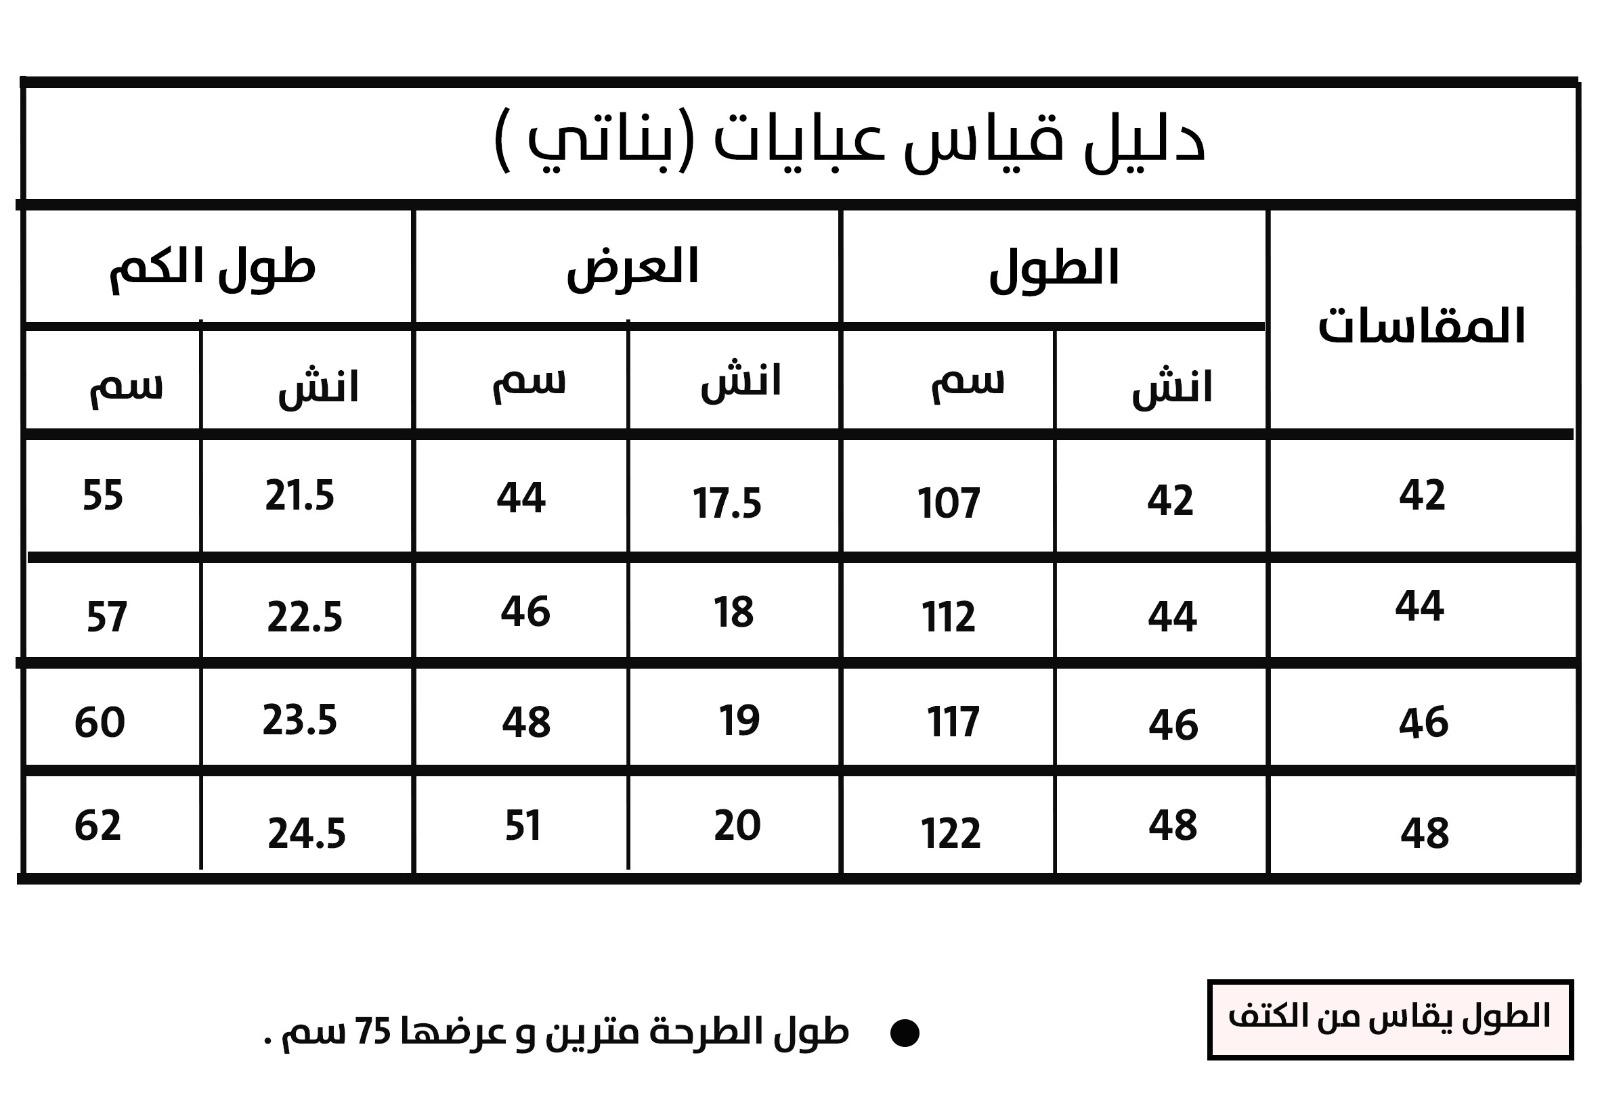 دليل قياس عبايات (بناتي )
المقاسات الطول العرض طول الكم
انش سم انش سم انش سم
42 42 107 17.5 44 21.5 55
44 44 112 18 46 22.5 57
46 46 117 19 48 23.5 60
48 48 122 20 51 24.5 62
الطول يقاس من الكتف
● طول الطرحة مترين و عرضها 75 سم .